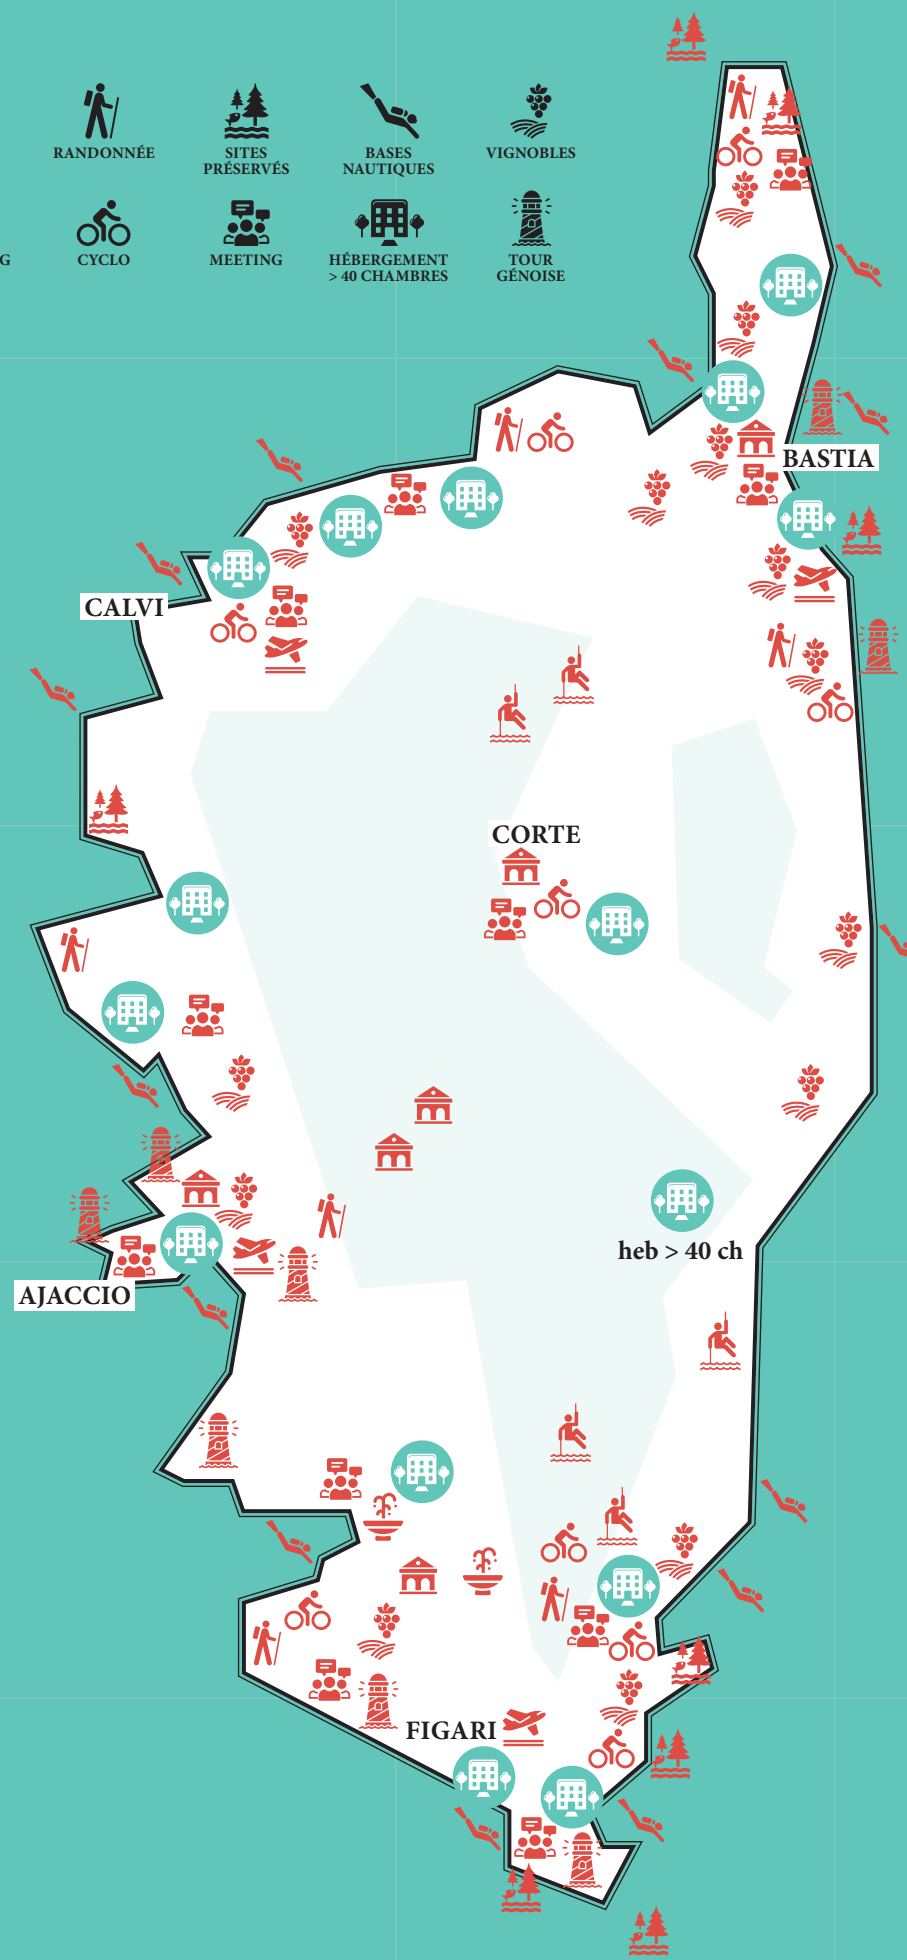 RANDONNÉE
SITES
PRÉSERVÉS
BASES
NAUTIQUES
VIGNOBLES
G
CYCLO
MEETING
HÉBERGEMENT
> 40 CHAMBRES
TOUR
GÉNOISE
BASTIA
CALVI
CORTE
heb > 40 ch
AJACCIO
FIGARI